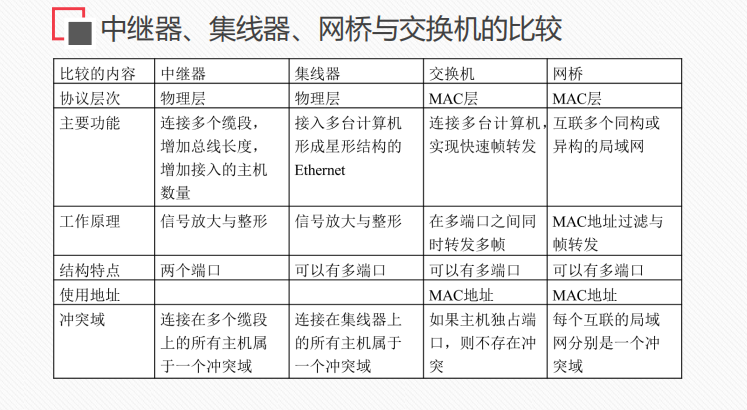 中继器、集线器、网桥与交换机的比较
比较的内容 中继器 集线器 交换机 网桥
协议层次 物理层 物理层 MAC层 MAC层
主要功能 连接多个缆段， 接入多台计算机 连接多台计算机， 互联多个同构或
增加总线长度， 形成星形结构的 实现快速帧转发 异构的局域网
增加接入的主机 Ethernet
数量
工作原理 信号放大与整形 信号放大与整形 在多端口之间同 MAC地址过滤与
时转发多帧 帧转发
结构特点 两个端口 可以有多端口 可以有多端口 可以有多端口
使用地址 MAC地址 MAC地址
冲突域 连接在多个缆段 连接在集线器上 如果主机独占端 每个互联的局域
上的所有主机属 的所有主机属于 口，则不存在冲 网分别是一个冲
于一个冲突域 一个冲突域 突 突域